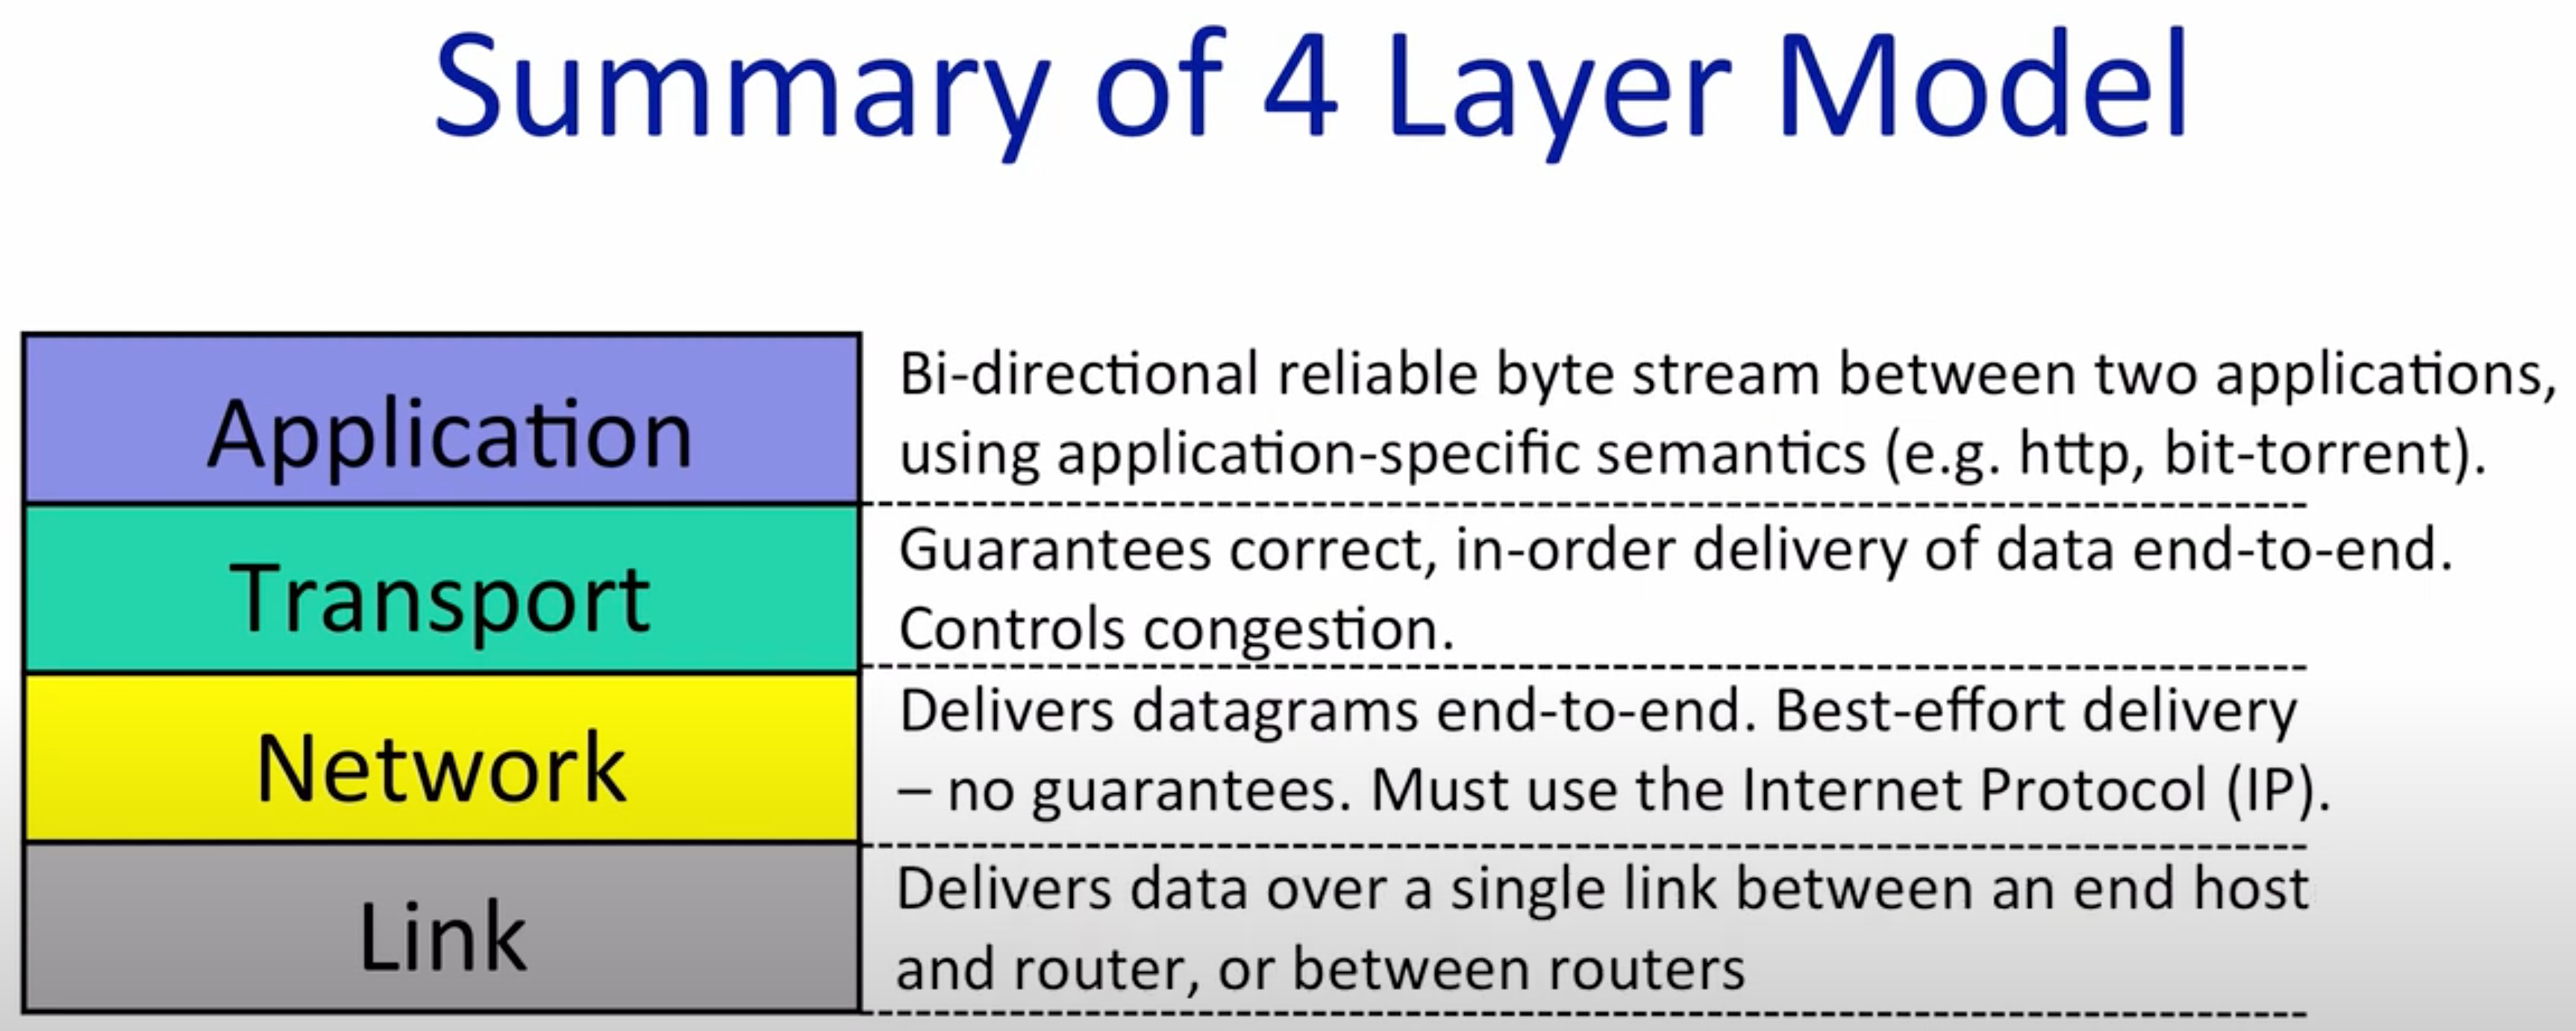 Summary of 4 Layer Model
Application
Bi-directional reliable byte stream between two applications,
using application-specific semantics (e.g. http, bit-torrent).
Transport
Guarantees correct, in-order delivery of data end-to-end.
Controls congestion.
Network
Delivers datagrams end-to-end. Best-effort delivery
– no guarantees. Must use the Internet Protocol (IP).
Link
Delivers data over a single link between an end host
and router, or between routers